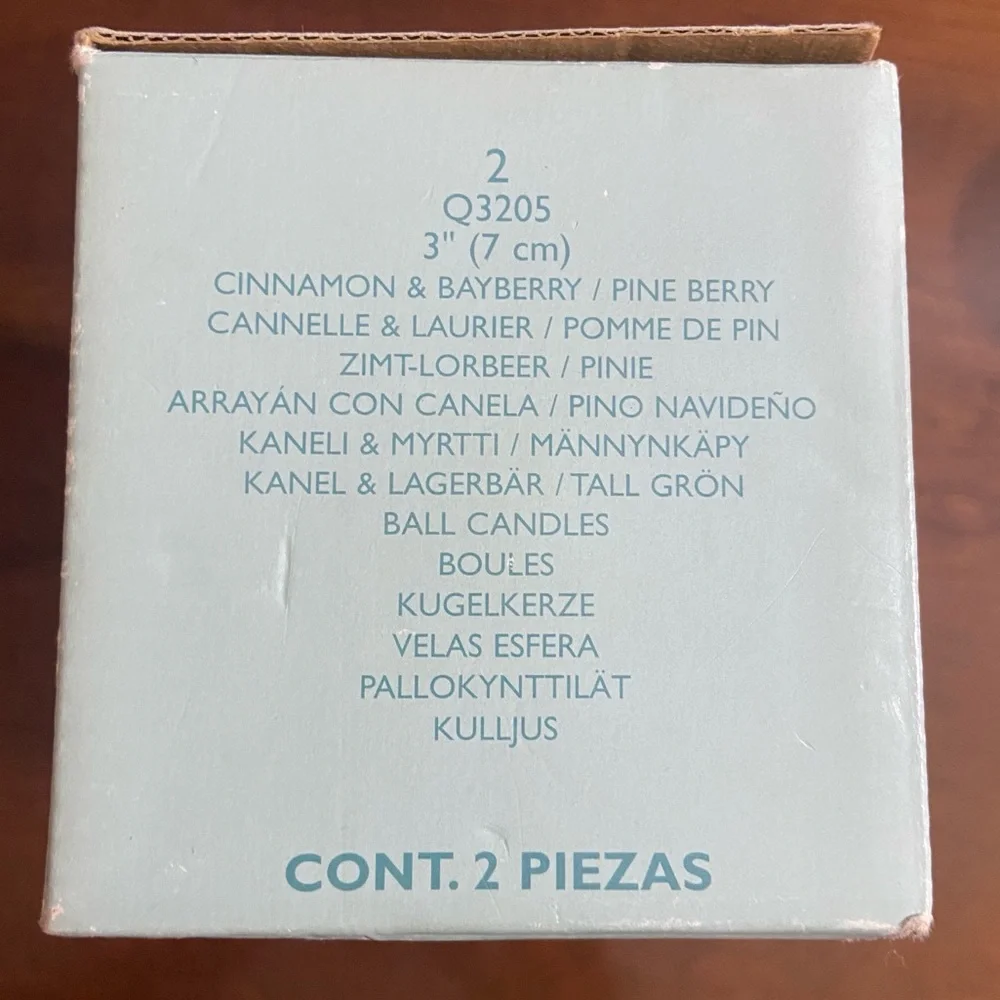 2
Q3205
3" (7 cm)
CINNAMON & BAYBERRY / PINE BERRY
CANNELLE & LAURIER / POMME DE PIN
ZIMT-LORBEER / PINIE
ARRAYÁN CON CANELA / PINO NAVIDEÑO
KANELI & MYRTTI / MÄNNYNKÄPY
KANEL & LAGERBÄR / TALL GRÖN
BALL CANDLES
BOULES
KUGELKERZE
VELAS ESFERA
PALLOKYNTTILÄT
KULLJUS
CONT. 2 PIEZAS